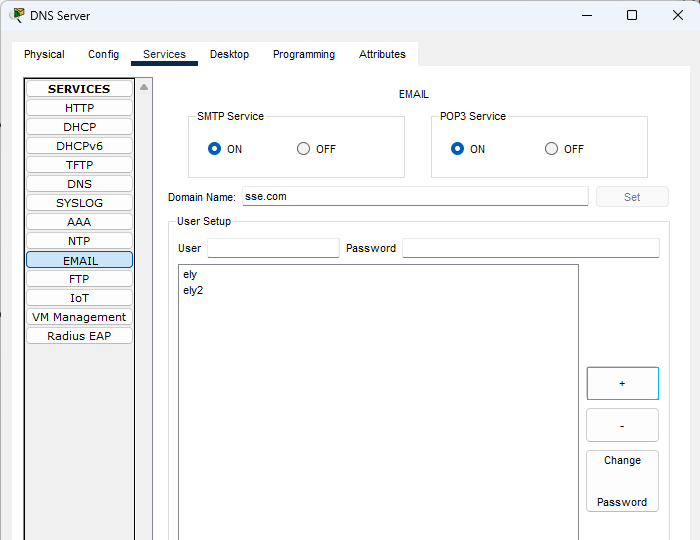 DNS Server
Physical Config Services Desktop Programming Attributes
SERVICES
HTTP
DHCP
DHCPv6
TFTP
DNS
SYSLOG
AAA
NTP
EMAIL
FTP
IoT
VM Management
Radius EAP
EMAIL
SMTP Service
ON OFF
POP3 Service
ON OFF
Domain Name: sse.com Set
User Setup
User Password
ely
ely2
+
-
Change
Password